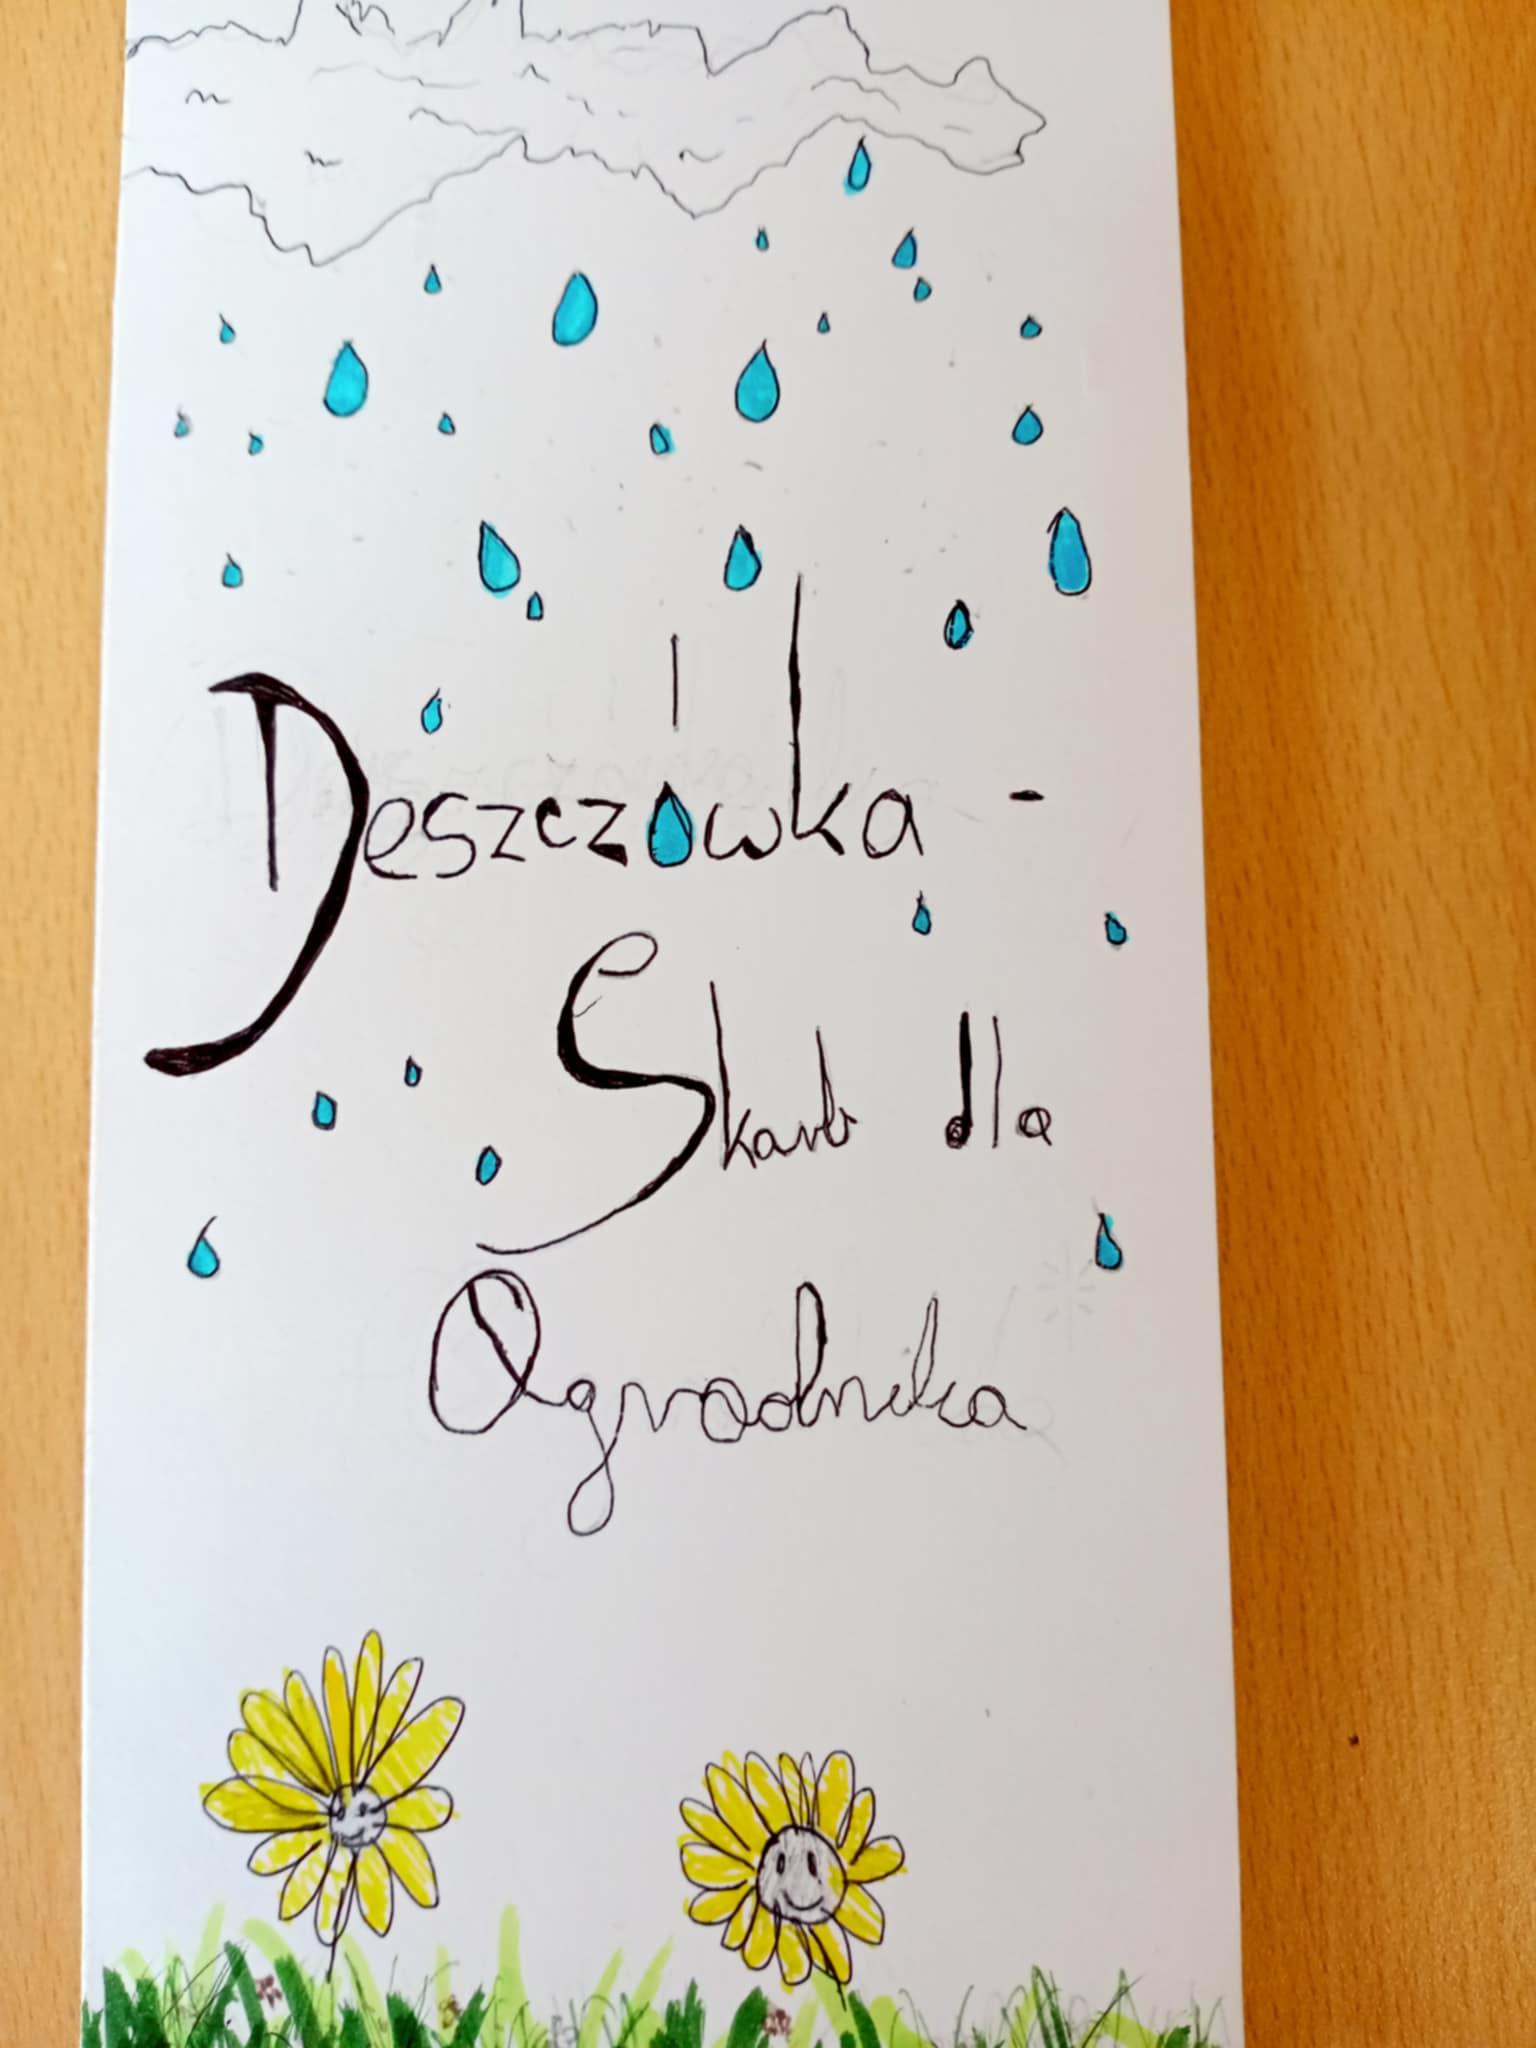 Deszczówka -
Skarb dla
Ogrodnika